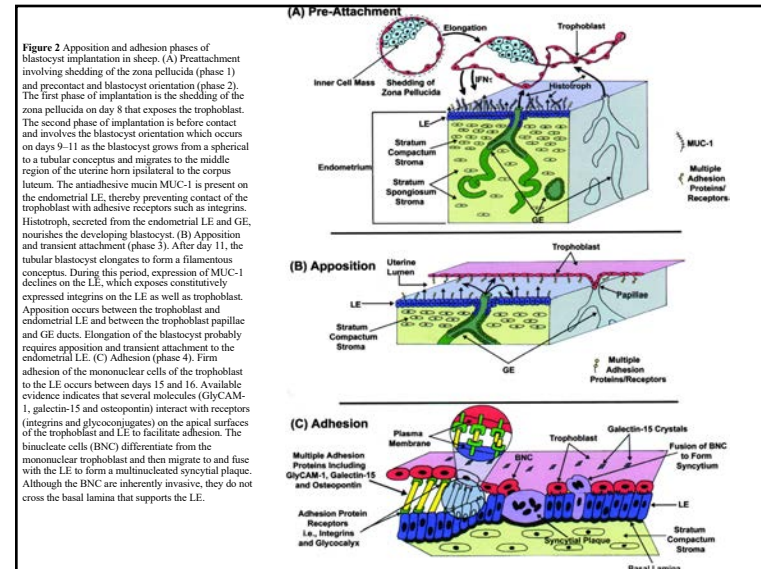 Figure 2 Apposition and adhesion phases of
blastocyst implantation in sheep. (A) Preattachment
involving shedding of the zona pellucida (phase 1)
and precontact and blastocyst orientation (phase 2).
The first phase of implantation is the shedding of the
zona pellucida on day 8 that exposes the trophoblast.
The second phase of implantation is before contact
and involves the blastocyst orientation which occurs
on days 9–11 as the blastocyst grows from a spherical
to a tubular conceptus and migrates to the middle
region of the uterine horn ipsilateral to the corpus
luteum. The antiadhesive mucin MUC-1 is present on
the endometrial LE, thereby preventing contact of the
trophoblast with adhesive receptors such as integrins.
Histotroph, secreted from the endometrial LE and GE,
nourishes the developing blastocyst. (B) Apposition
and transient attachment (phase 3). After day 11, the
tubular blastocyst elongates to form a filamentous
conceptus. During this period, expression of MUC-1
declines on the LE, which exposes constitutively
expressed integrins on the LE as well as trophoblast.
Apposition occurs between the trophoblast and
endometrial LE and between the trophoblast papillae
and GE ducts. Elongation of the blastocyst probably
requires apposition and transient attachment to the
endometrial LE. (C) Adhesion (phase 4). Firm
adhesion of the mononuclear cells of the trophoblast
to the LE occurs between days 15 and 16. Available
evidence indicates that several molecules (GlyCAM-
1, galectin-15 and osteopontin) interact with receptors
(integrins and glycoconjugates) on the apical surfaces
of the trophoblast and LE to facilitate adhesion. The
binucleate cells (BNC) differentiate from the
mononuclear trophoblast and then migrate to and fuse
with the LE to form a multinucleated syncytial plaque.
Although the BNC are inherently invasive, they do not
cross the basal lamina that supports the LE.
(A) Pre-Attachment
Elongation
Trophoblast
Inner Cell Mass
Shedding of
Zona Pellucida
IFNτ
Histotroph
LE
Stratum
Compactum
Stroma
Endometrium
Stratum
Spongiosum
Stroma
GE
MUC-1
Multiple
Adhesion
Proteins/
Receptors
(B) Apposition
Uterine
Lumen
Trophoblast
LE
Papillae
Stratum
Compactum
Stroma
GE
Multiple
Adhesion
Proteins/Receptors
(C) Adhesion
Plasma
Membrane
BNC
Trophoblast
Galectin-15 Crystals
Fusion of BNC
to Form
Syncytium
Multiple Adhesion
Proteins Including
GlyCAM-1, Galectin-15
and Osteopontin
LE
Adhesion Protein
Receptors
i.e., Integrins
and Glycocalyx
Syncytial Plaque
Stratum
Compactum
Stroma
Basal Lamina